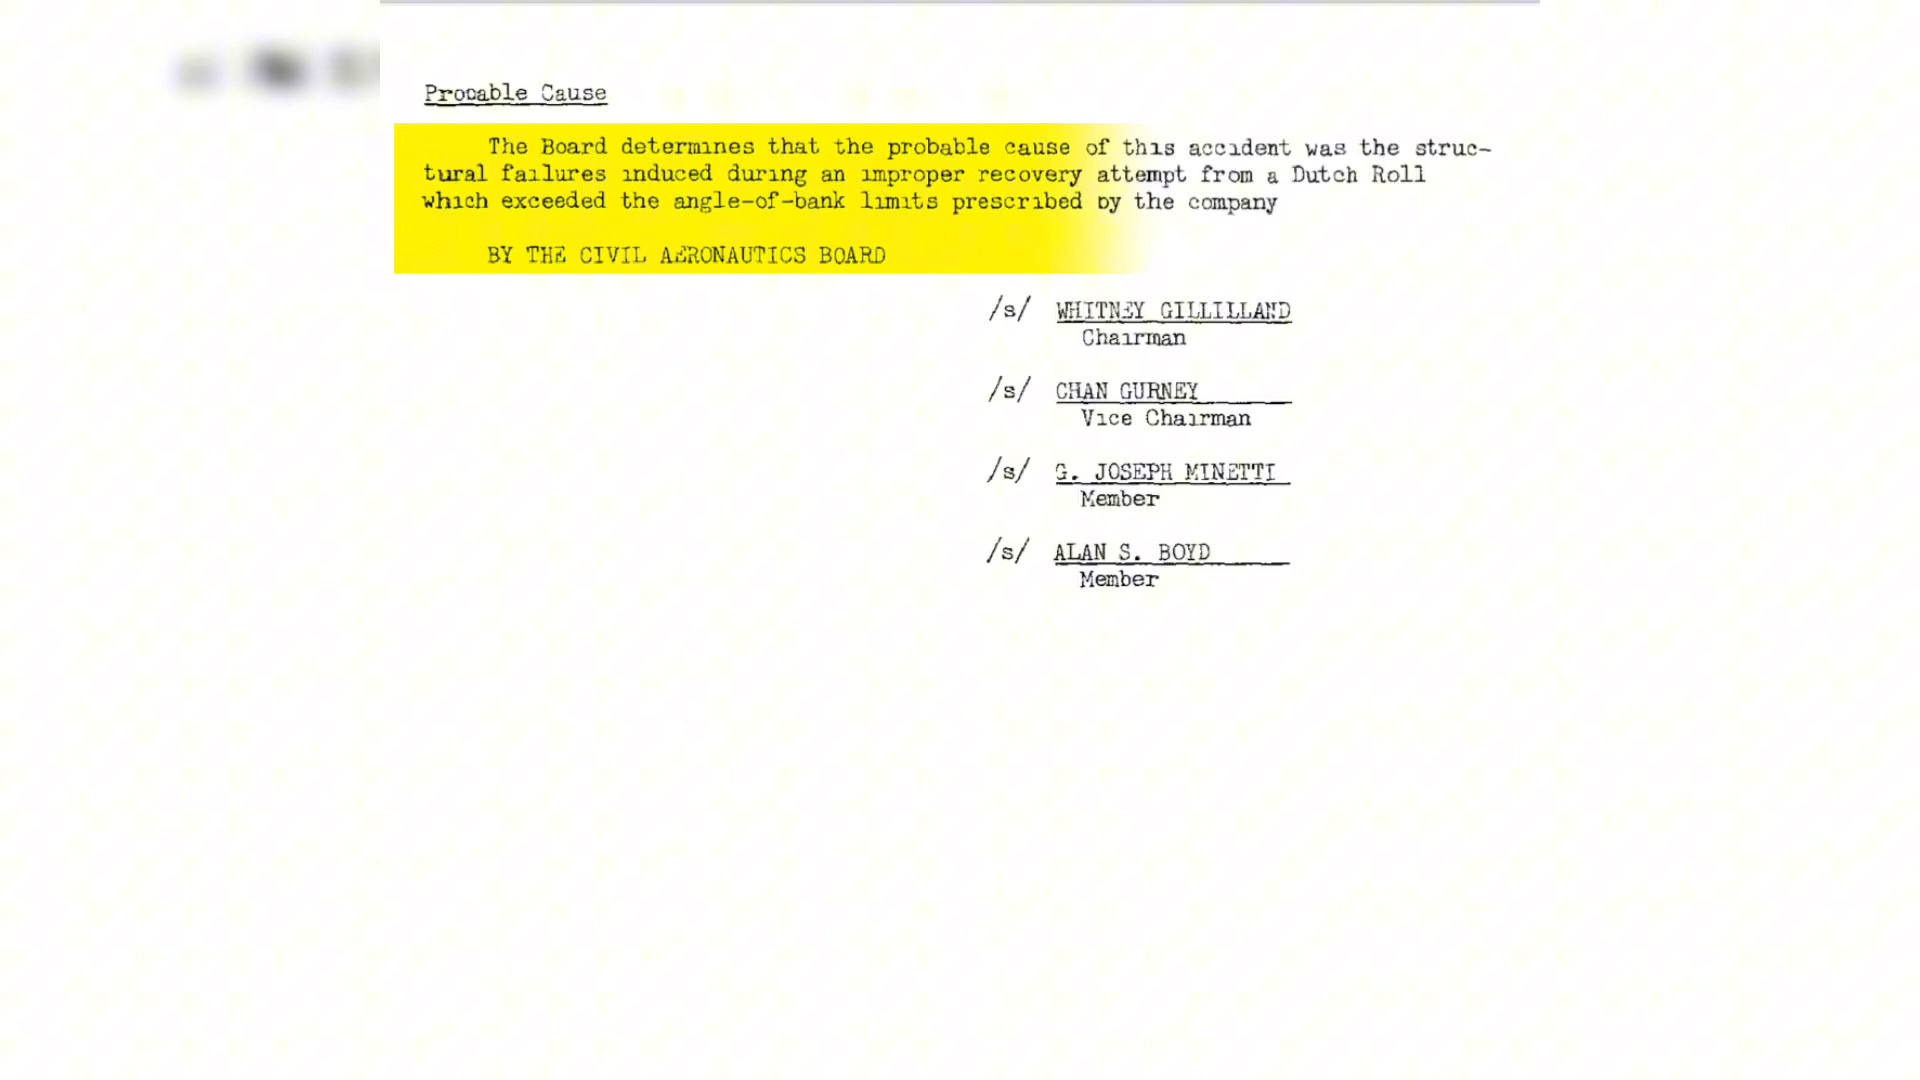 Probable Cause
The Board determines that the probable cause of this accident was the struc-
tural failures induced during an improper recovery attempt from a Dutch Roll
which exceeded the angle-of-bank limits prescribed by the company
BY THE CIVIL AERONAUTICS BOARD
/s/ WHITNEY GILLILLAND
Chairman
/s/ CHAN GURNEY
Vice Chairman
/s/ G. JOSEPH MINETTI
Member
/s/ ALAN S. BOYD
Member